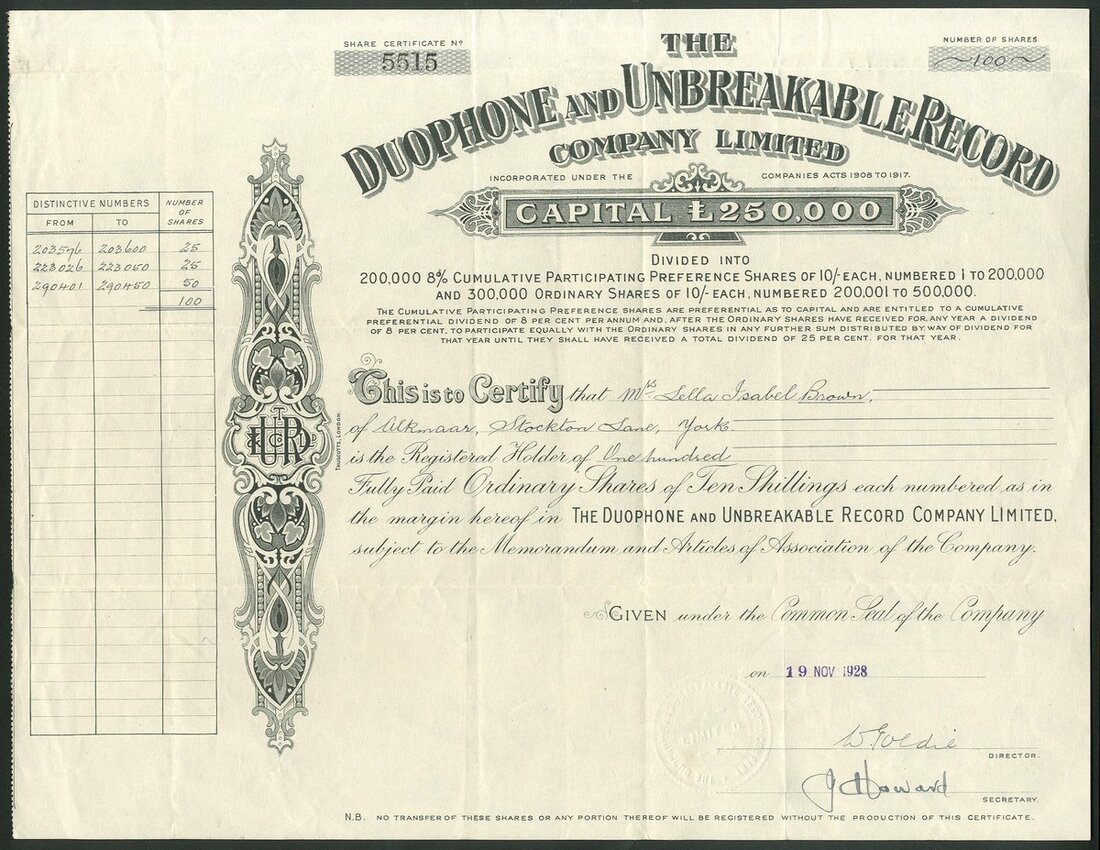 SHARE CERTIFICATE Nº
5515
NUMBER OF SHARES
100
THE
DUOPHONE AND UNBREAKABLE RECORD
COMPANY LIMITED
INCORPORATED UNDER THE COMPANIES ACTS 1908 TO 1917.
CAPITAL £250,000
DIVIDED INTO
200,000 8% CUMULATIVE PARTICIPATING PREFERENCE SHARES OF 10/- EACH, NUMBERED 1 TO 200,000
AND 300,000 ORDINARY SHARES OF 10/- EACH, NUMBERED 200,001 TO 500,000.
THE CUMULATIVE PARTICIPATING PREFERENCE SHARES ARE PREFERENTIAL AS TO CAPITAL AND ARE ENTITLED TO A CUMULATIVE
PREFERENTIAL DIVIDEND OF 8 PER CENT PER ANNUM AND, AFTER THE ORDINARY SHARES HAVE RECEIVED FOR ANY YEAR A DIVIDEND
OF 8 PER CENT, TO PARTICIPATE EQUALLY WITH THE ORDINARY SHARES IN ANY FURTHER SUM DISTRIBUTED BY WAY OF DIVIDEND FOR
THAT YEAR UNTIL THEY SHALL HAVE RECEIVED A TOTAL DIVIDEND OF 25 PER CENT. FOR THAT YEAR.
DISTINCTIVE NUMBERS NUMBER OF SHARES
FROM TO
203576 203600 25
223026 223050 25
290401 290450 50
100
TRUSCOTTS, LONDON.
This is to Certify that Mrs Lella Isabel Brown,
of Alkmaar, Stockton Lane, York.
is the Registered Holder of One hundred
Fully Paid Ordinary Shares of Ten Shillings each numbered as in
the margin hereof in THE DUOPHONE AND UNBREAKABLE RECORD COMPANY LIMITED,
subject to the Memorandum and Articles of Association of the Company.
GIVEN under the Common Seal of the Company
on 19 NOV 1928
LIMITED
W. Goldie
DIRECTOR.
J Howard
SECRETARY.
N.B. NO TRANSFER OF THESE SHARES OR ANY PORTION THEREOF WILL BE REGISTERED WITHOUT THE PRODUCTION OF THIS CERTIFICATE.